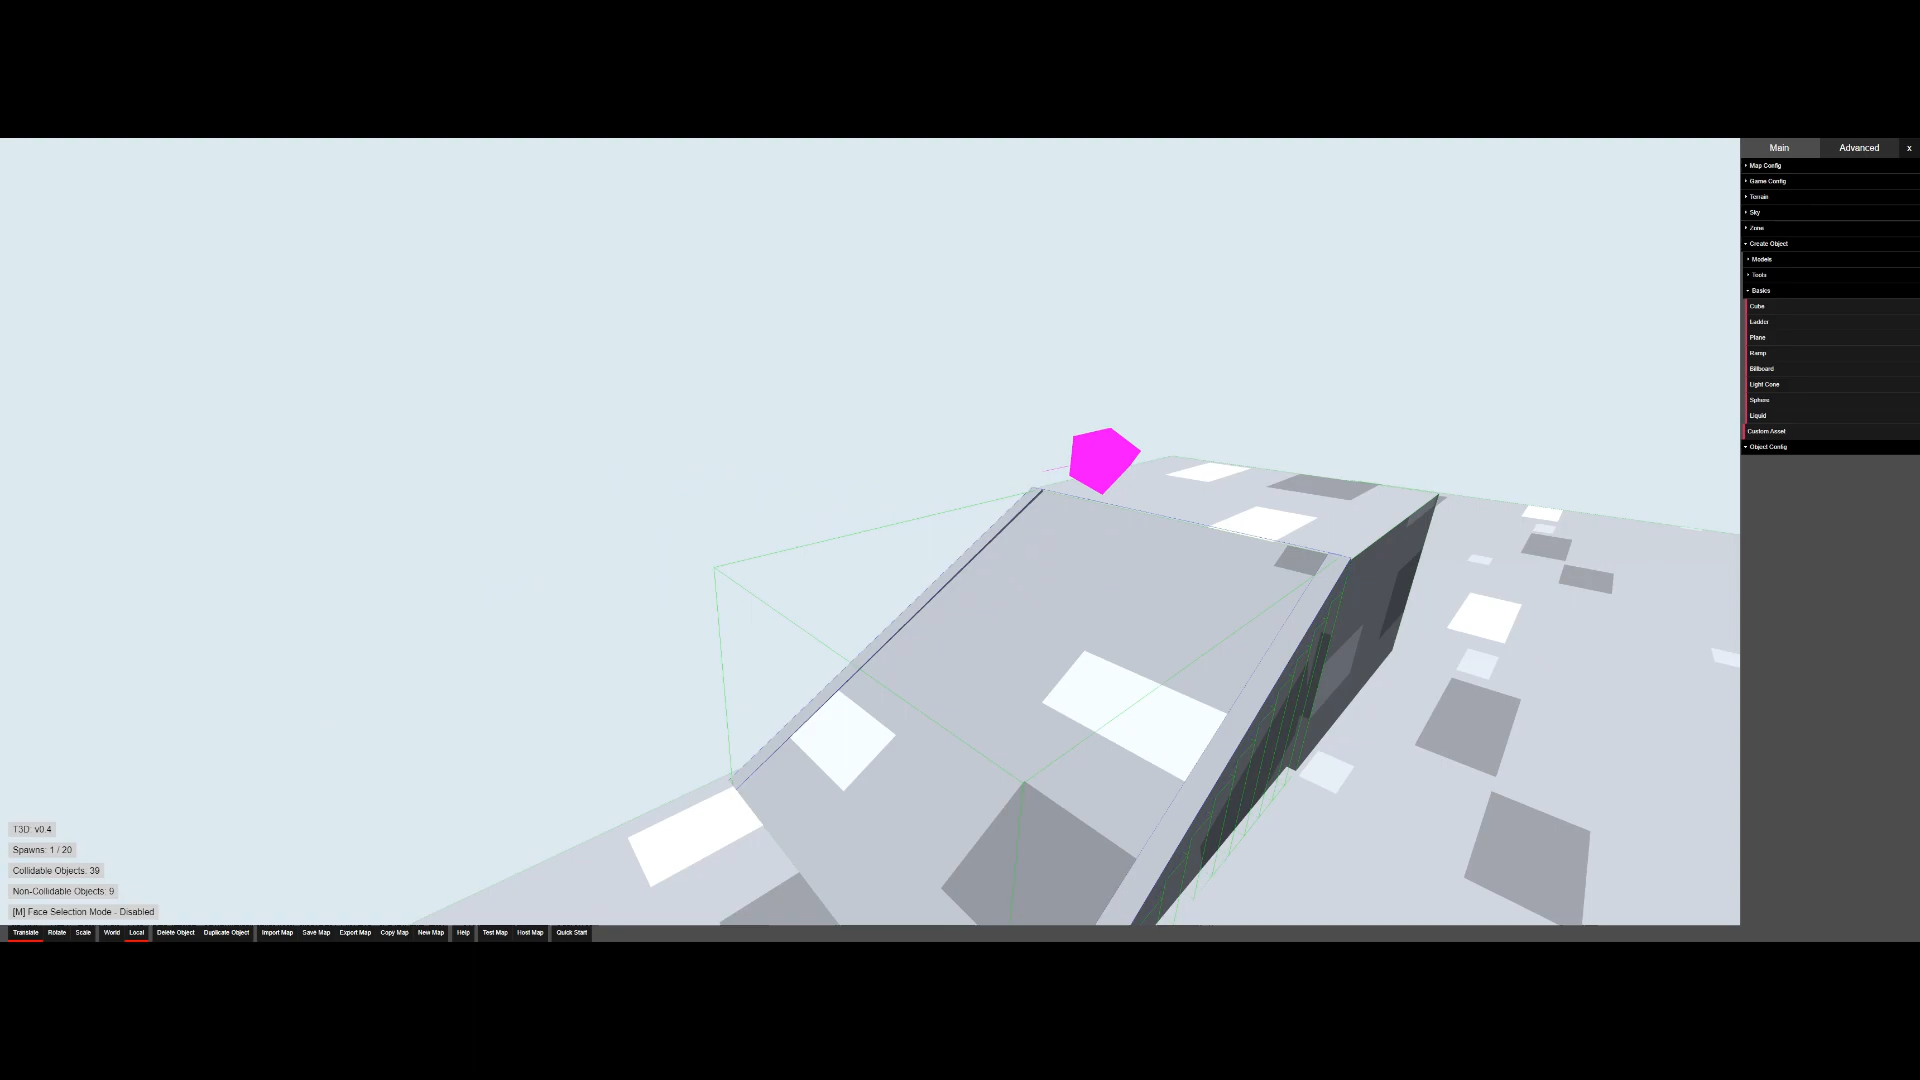 Main Advanced x
Map Config
Game Config
Terrain
Sky
Zone
Create Object
Models
Tools
Basics
Cube
Ladder
Plane
Ramp
Billboard
Light Cone
Sphere
Liquid
Custom Asset
Object Config
T3D: v0.4
Spawns: 1 / 20
Collidable Objects: 39
Non-Collidable Objects: 9
[M] Face Selection Mode - Disabled
Translate Rotate Scale World Local Delete Object Duplicate Object Import Map Save Map Export Map Copy Map New Map Help Test Map Host Map Quick Start